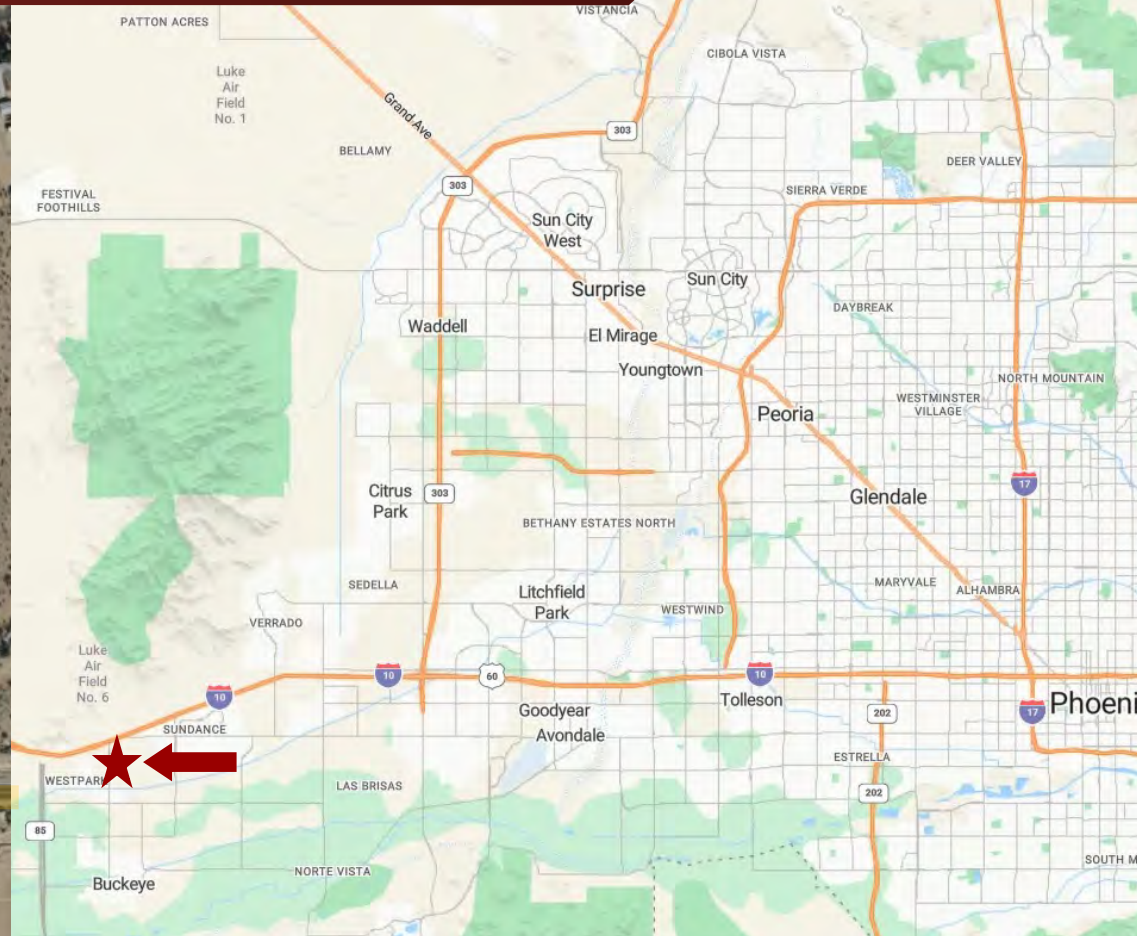 VISTANCIA
PATTON ACRES
CIBOLA VISTA
Luke
Air
Field
No. 1
Grand Ave
303
BELLAMY
DEER VALLEY
303
SIERRA VERDE
FESTIVAL
FOOTHILLS
Sun City
West
Sun City
Surprise
DAYBREAK
Waddell
El Mirage
Youngtown
NORTH MOUNTAIN
WESTMINSTER
VILLAGE
Peoria
17
Citrus
Park
303
Glendale
BETHANY ESTATES NORTH
SEDELLA
MARYVALE
ALHAMBRA
Litchfield
Park
WESTWIND
VERRADO
Luke
Air
Field
No. 6
10
60
10
10
Tolleson
17
Phoeni
Goodyear
202
SUNDANCE
Avondale
ESTRELLA
WESTPARK
LAS BRISAS
202
85
SOUTH M
NORTE VISTA
Buckeye